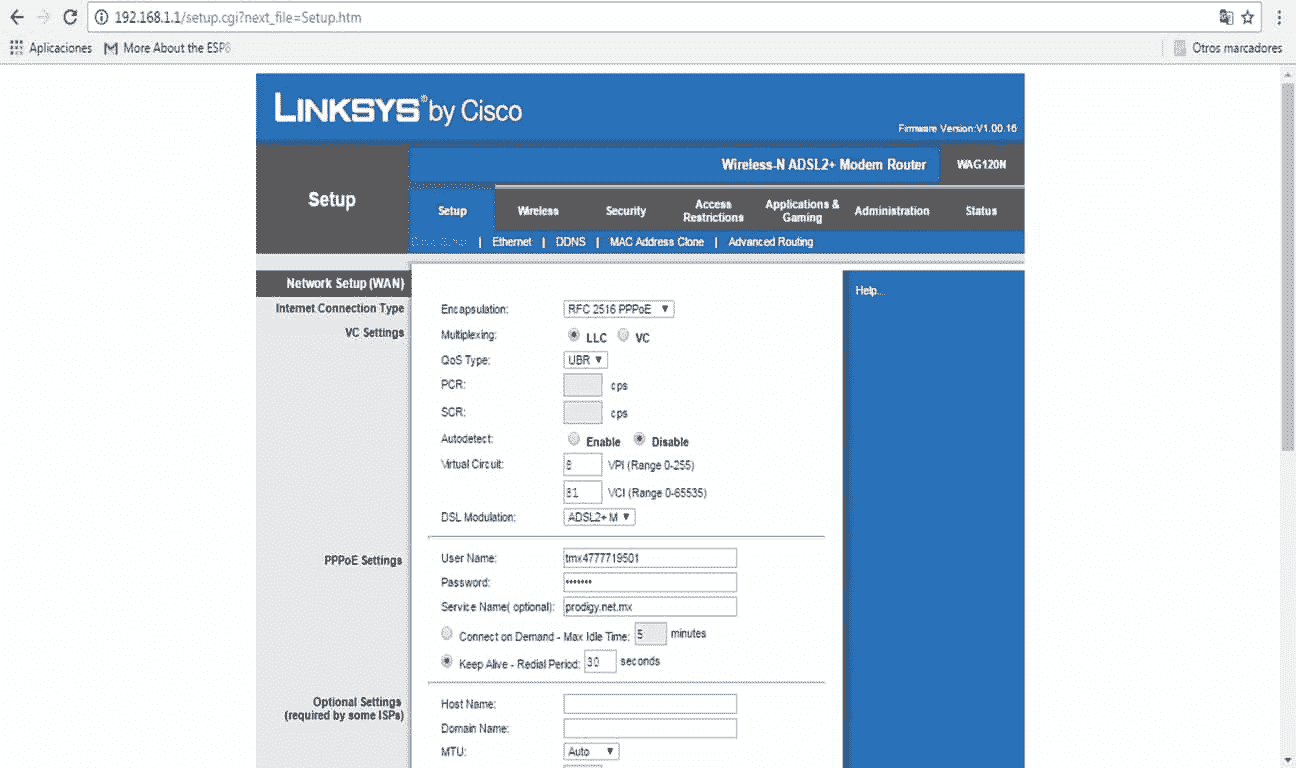 192.168.1.1/setup.cgi?next_file=Setup.htm
Aplicaciones More About the ESP8
Otros marcadores
LINKSYS® by Cisco
Firmware Version:V1.00.16
Wireless-N ADSL2+ Modem Router WAG120N
Setup
Setup Wireless Security Access Restrictions Applications & Gaming Administration Status
| Ethernet | DDNS | MAC Address Clone | Advanced Routing
Network Setup (WAN)
Help...
Internet Connection Type
Encapsulation: RFC 2516 PPPoE
VC Settings
Multiplexing: LLC VC
QoS Type: UBR
PCR: cps
SCR: cps
Autodetect: Enable Disable
Virtual Circuit: 8 VPI (Range 0-255)
81 VCI (Range 0-65535)
DSL Modulation: ADSL2+ M
PPPoE Settings
User Name: tmx4777719501
Password: •••••••
Service Name( optional): prodigy.net.mx
Connect on Demand - Max Idle Time: 5 minutes
Keep Alive - Redial Period: 30 seconds
Optional Settings
(required by some ISPs)
Host Name:
Domain Name:
MTU: Auto